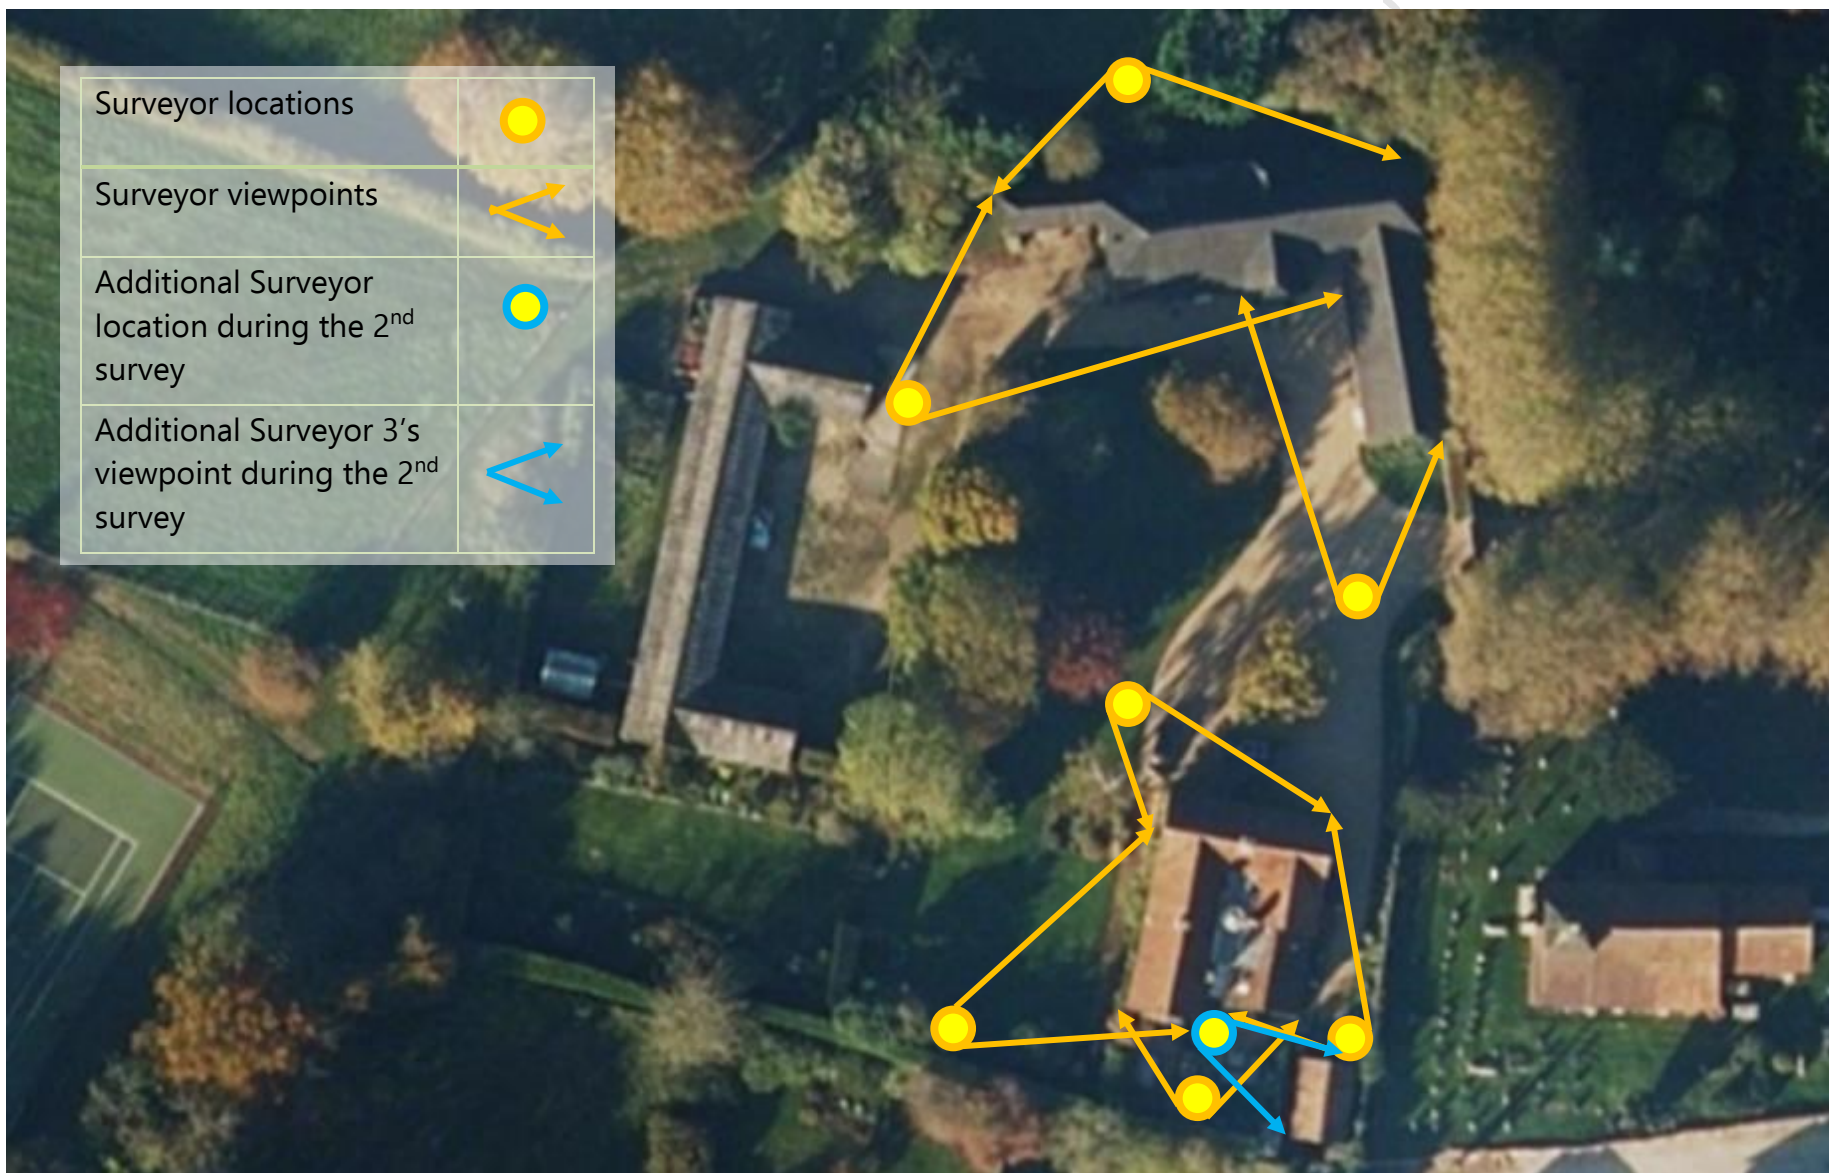 Surveyor locations
Surveyor viewpoints
Additional Surveyor
location during the 2nd
survey
Additional Surveyor 3's
viewpoint during the 2nd
survey